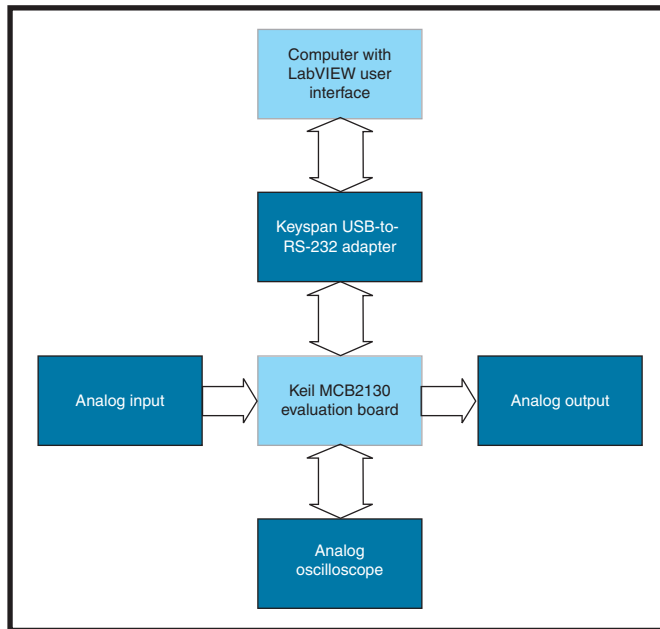 Computer with
LabVIEW user
interface
Keyspan USB-to-
RS-232 adapter
Analog input
Keil MCB2130
evaluation board
Analog output
Analog
oscilloscope